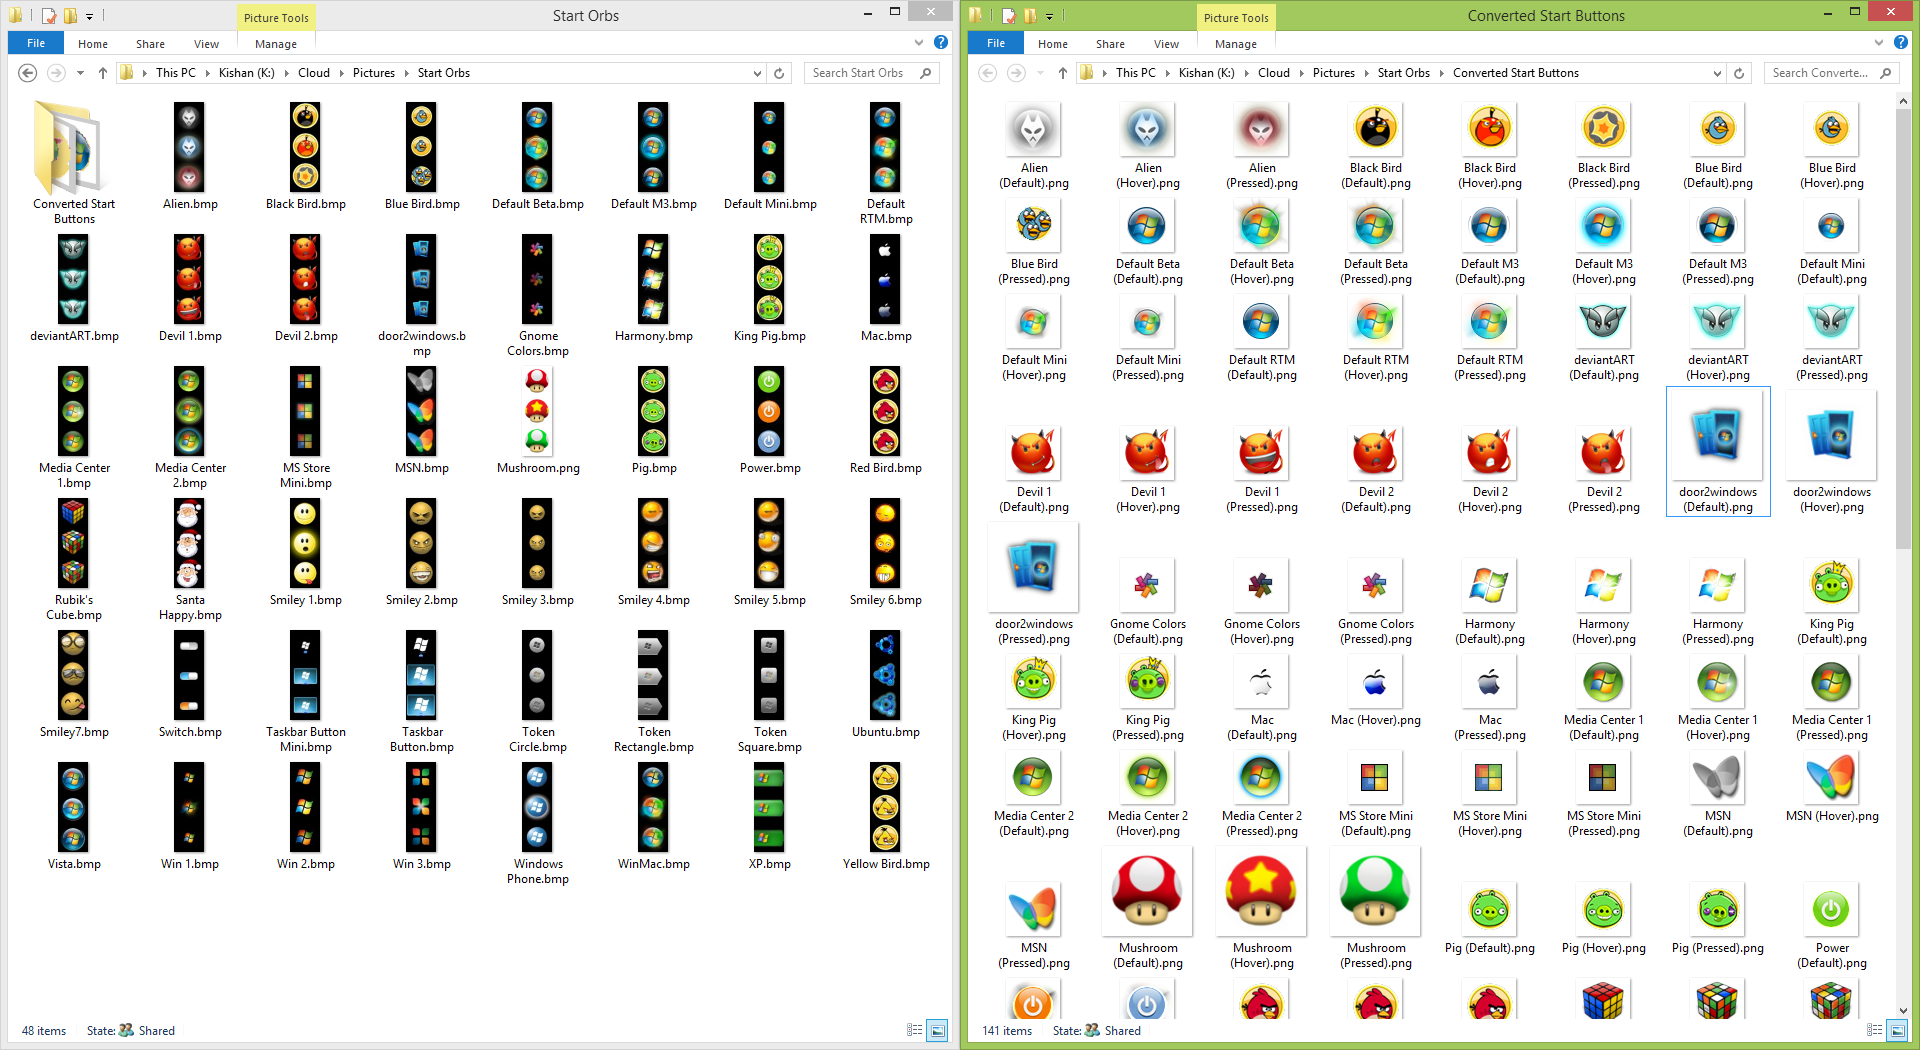 Picture Tools
Start Orbs
File
Home
Share
View
Manage
This PC
Kishan (K:)
Cloud
Pictures
Start Orbs
Search Start Orbs
Converted Start
Buttons
Alien.bmp
Black Bird.bmp
Blue Bird.bmp
Default Beta.bmp
Default M3.bmp
Default Mini.bmp
Default
RTM.bmp
deviantART.bmp
Devil 1.bmp
Devil 2.bmp
door2windows.b
mp
Gnome
Colors.bmp
Harmony.bmp
King Pig.bmp
Mac.bmp
Media Center
1.bmp
Media Center
2.bmp
MS Store
Mini.bmp
MSN.bmp
Mushroom.png
Pig.bmp
Power.bmp
Red Bird.bmp
Rubik's
Cube.bmp
Santa
Happy.bmp
Smiley 1.bmp
Smiley 2.bmp
Smiley 3.bmp
Smiley 4.bmp
Smiley 5.bmp
Smiley 6.bmp
Smiley7.bmp
Switch.bmp
Taskbar Button
Mini.bmp
Taskbar
Button.bmp
Token
Circle.bmp
Token
Rectangle.bmp
Token
Square.bmp
Ubuntu.bmp
Vista.bmp
Win 1.bmp
Win 2.bmp
Win 3.bmp
Windows
Phone.bmp
WinMac.bmp
XP.bmp
Yellow Bird.bmp
48 items
State:
Shared
Picture Tools
Converted Start Buttons
File
Home
Share
View
Manage
This PC
Kishan (K:)
Cloud
Pictures
Start Orbs
Converted Start Buttons
Search Converte...
Alien
(Default).png
Alien
(Hover).png
Alien
(Pressed).png
Black Bird
(Default).png
Black Bird
(Hover).png
Black Bird
(Pressed).png
Blue Bird
(Default).png
Blue Bird
(Hover).png
Blue Bird
(Pressed).png
Default Beta
(Default).png
Default Beta
(Hover).png
Default Beta
(Pressed).png
Default M3
(Default).png
Default M3
(Hover).png
Default M3
(Pressed).png
Default Mini
(Default).png
Default Mini
(Hover).png
Default Mini
(Pressed).png
Default RTM
(Default).png
Default RTM
(Hover).png
Default RTM
(Pressed).png
deviantART
(Default).png
deviantART
(Hover).png
deviantART
(Pressed).png
Devil 1
(Default).png
Devil 1
(Hover).png
Devil 1
(Pressed).png
Devil 2
(Default).png
Devil 2
(Hover).png
Devil 2
(Pressed).png
door2windows
(Default).png
door2windows
(Hover).png
door2windows
(Pressed).png
Gnome Colors
(Default).png
Gnome Colors
(Hover).png
Gnome Colors
(Pressed).png
Harmony
(Default).png
Harmony
(Hover).png
Harmony
(Pressed).png
King Pig
(Default).png
King Pig
(Hover).png
King Pig
(Pressed).png
Mac
(Default).png
Mac (Hover).png
Mac
(Pressed).png
Media Center 1
(Default).png
Media Center 1
(Hover).png
Media Center 1
(Pressed).png
Media Center 2
(Default).png
Media Center 2
(Hover).png
Media Center 2
(Pressed).png
MS Store Mini
(Default).png
MS Store Mini
(Hover).png
MS Store Mini
(Pressed).png
MSN
(Default).png
MSN (Hover).png
MSN
(Pressed).png
Mushroom
(Default).png
Mushroom
(Hover).png
Mushroom
(Pressed).png
Pig (Default).png
Pig (Hover).png
Pig (Pressed).png
Power
(Default).png
141 items
State:
Shared